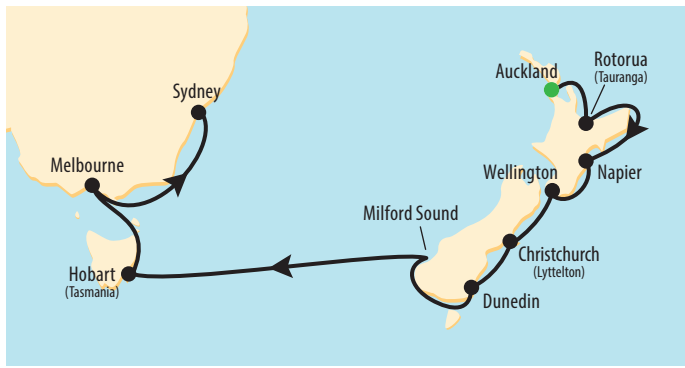 Auckland
Rotorua
(Tauranga)
Sydney
Melbourne
Wellington
Napier
Milford Sound
Christchurch
(Lyttelton)
Hobart
(Tasmania)
Dunedin